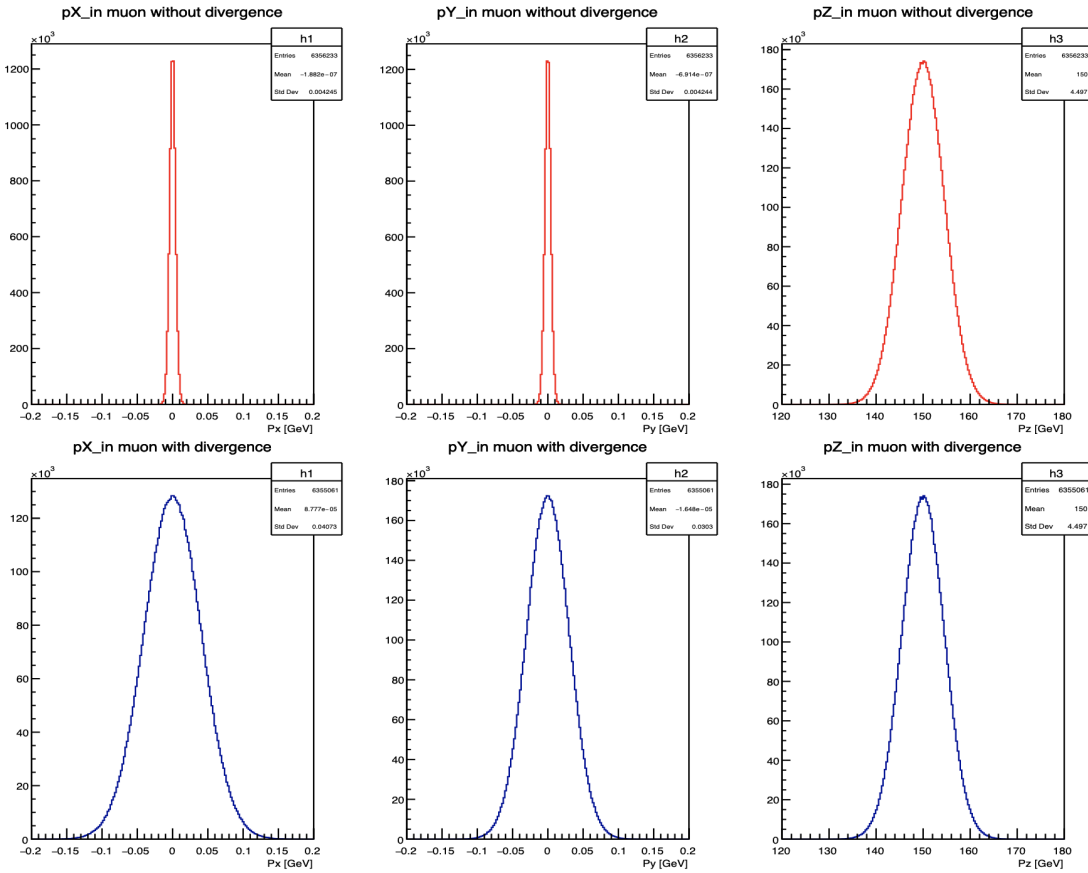 pX_in muon without divergence
×10³
h1
Entries 6356233
Mean -1.882e-07
Std Dev 0.004245
1200
1000
800
600
400
200
0
-0.2 -0.15 -0.1 -0.05 0 0.05 0.1 0.15 0.2
Px [GeV]
pY_in muon without divergence
×10³
h2
Entries 6356233
Mean -6.914e-07
Std Dev 0.004244
1200
1000
800
600
400
200
0
-0.2 -0.15 -0.1 -0.05 0 0.05 0.1 0.15 0.2
Py [GeV]
pZ_in muon without divergence
×10³
h3
Entries 6356233
Mean 150
Std Dev 4.497
180
160
140
120
100
80
60
40
20
0
120 130 140 150 160 170 180
Pz [GeV]
pX_in muon with divergence
×10³
h1
Entries 6355061
Mean 8.777e-05
Std Dev 0.04073
120
100
80
60
40
20
0
-0.2 -0.15 -0.1 -0.05 0 0.05 0.1 0.15 0.2
Px [GeV]
pY_in muon with divergence
×10³
h2
Entries 6355061
Mean -1.648e-05
Std Dev 0.0303
180
160
140
120
100
80
60
40
20
0
-0.2 -0.15 -0.1 -0.05 0 0.05 0.1 0.15 0.2
Py [GeV]
pZ_in muon with divergence
×10³
h3
Entries 6355061
Mean 150
Std Dev 4.497
180
160
140
120
100
80
60
40
20
0
120 130 140 150 160 170 180
Pz [GeV]